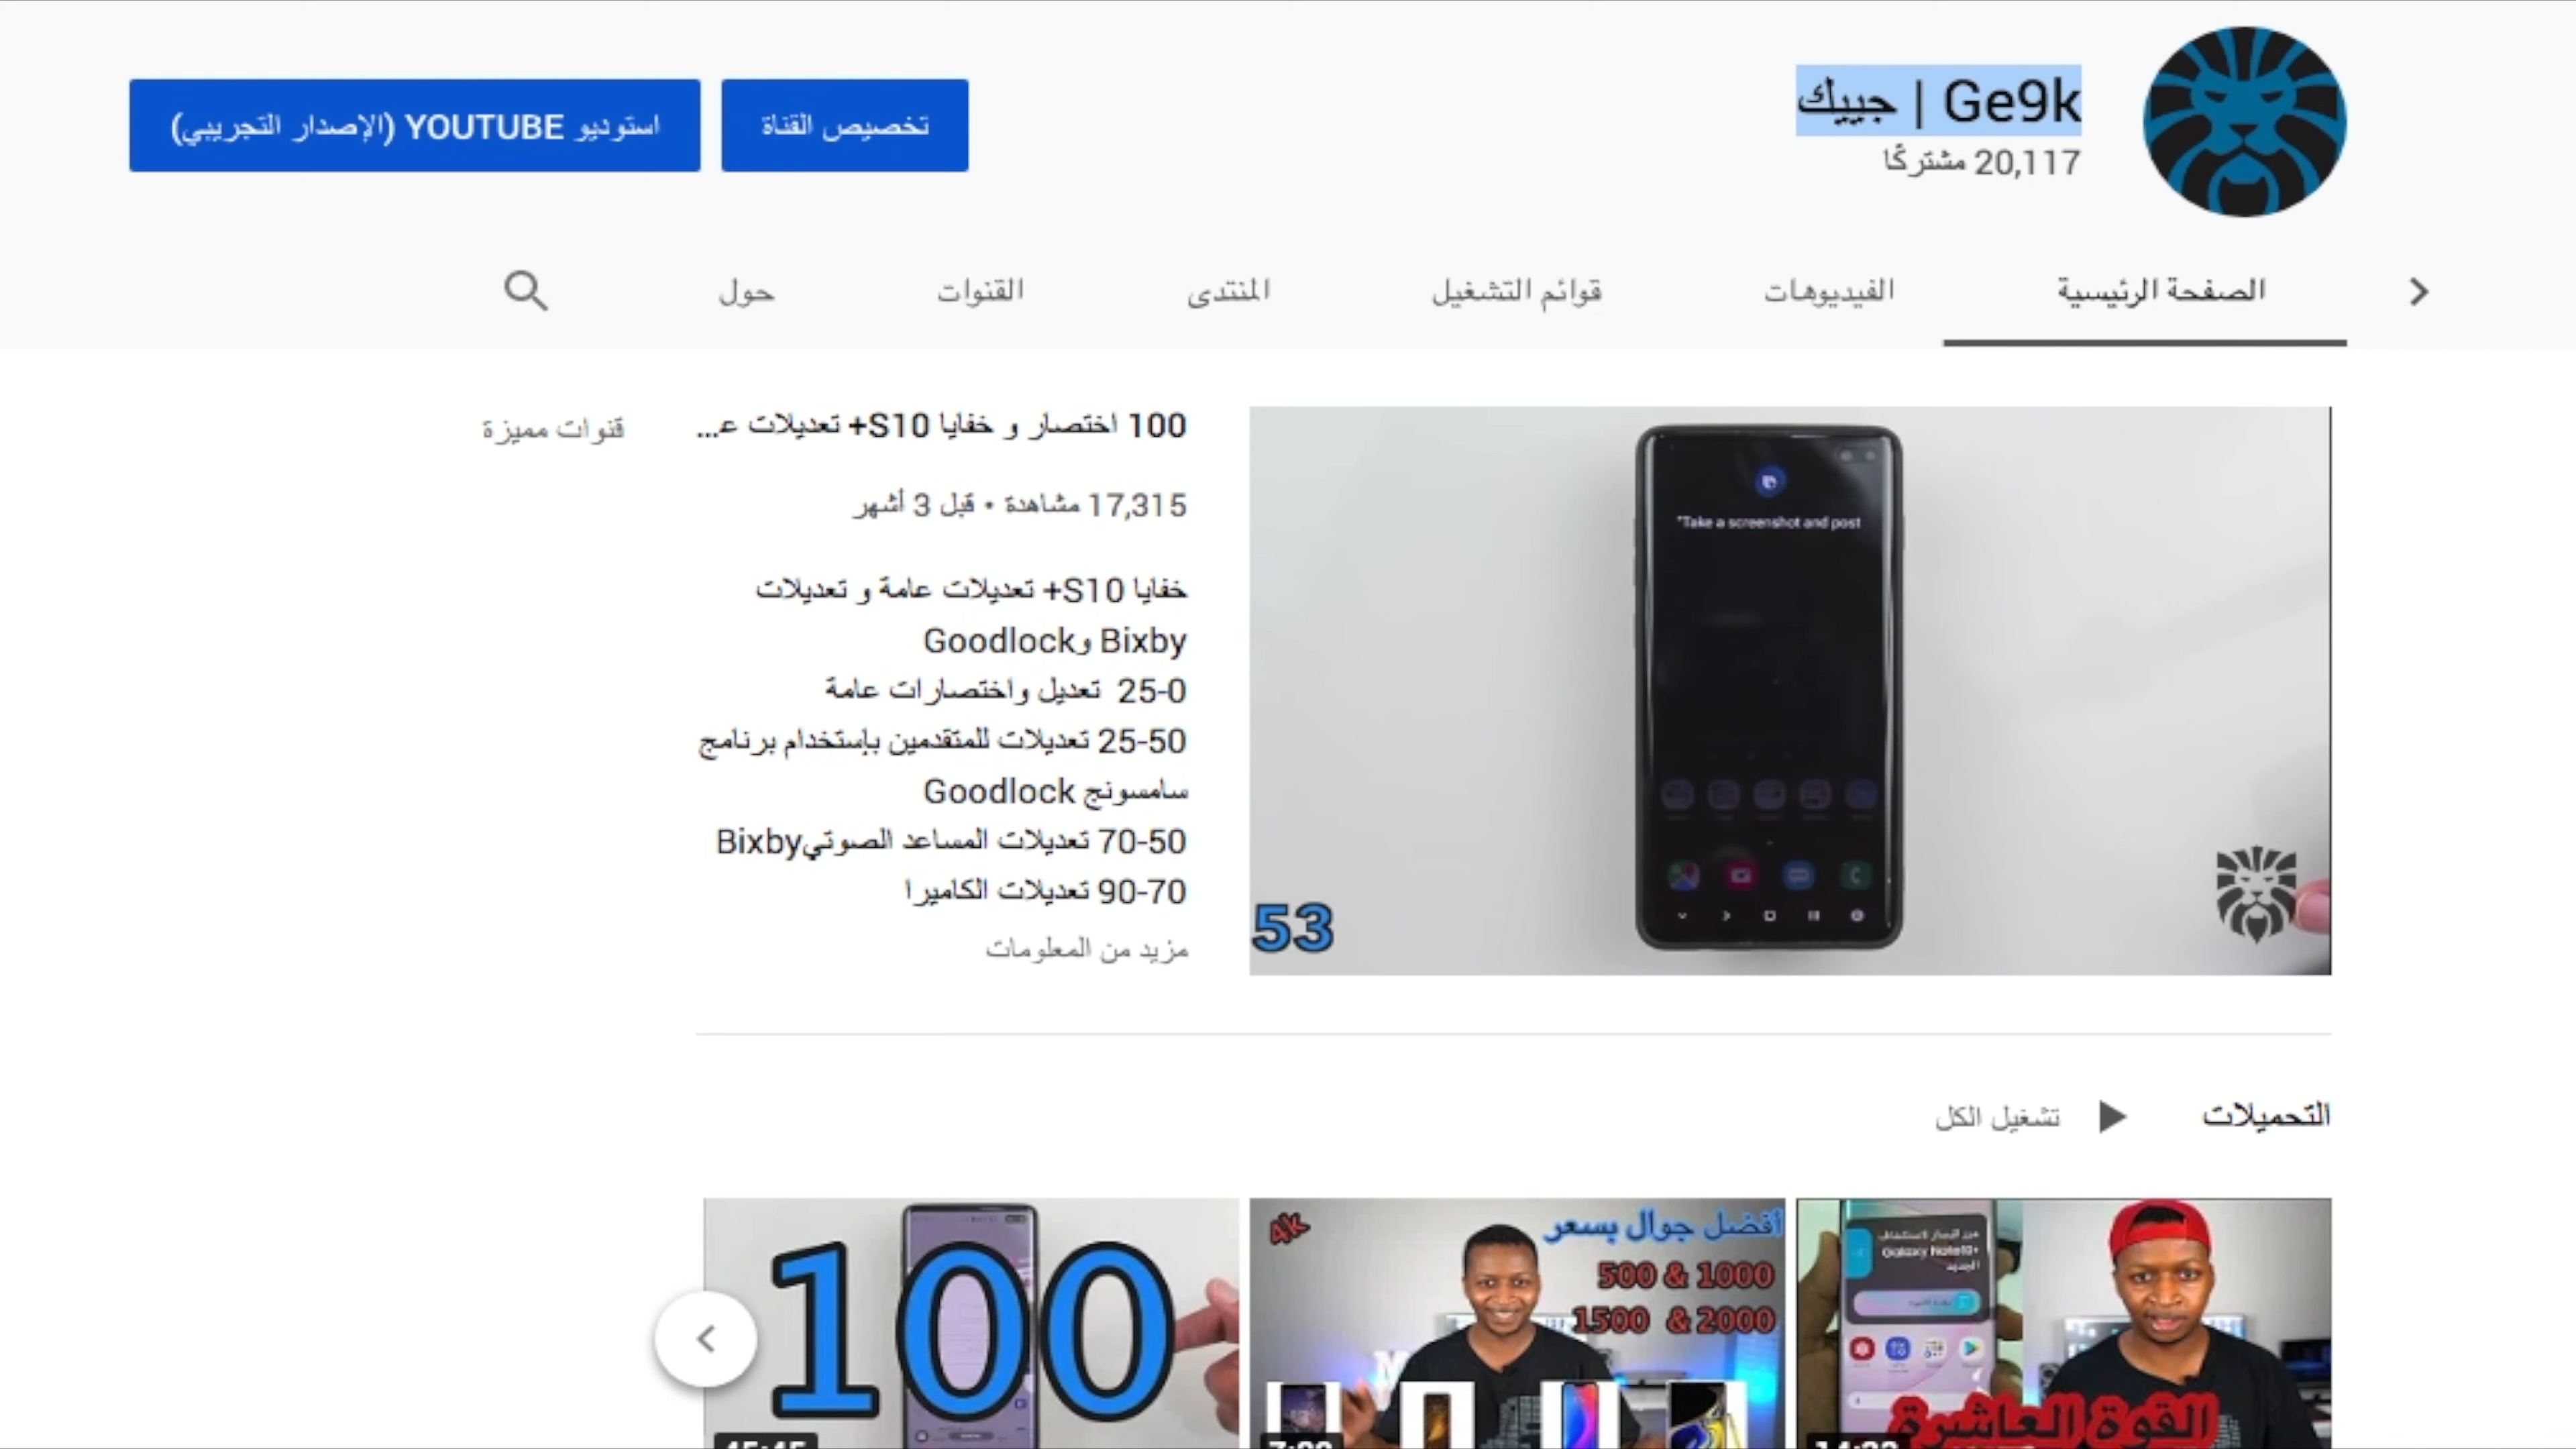 Ge9k | جييك
20,117 مشتركًا
تخصيص القناة
استوديو YOUTUBE (الإصدار التجريبي)
الصفحة الرئيسية
الفيديوهات
قوائم التشغيل
المنتدى
القنوات
حول
"Take a screenshot and post
53
100 اختصار و خفايا S10+ تعديلات عـ...
17,315 مشاهدة • قبل 3 أشهر
خفايا S10+ تعديلات عامة و تعديلات
Bixby وGoodlock
25-0 تعديل واختصارات عامة
25-50 تعديلات للمتقدمين بإستخدام برنامج
سامسونج Goodlock
70-50 تعديلات المساعد الصوتيBixby
90-70 تعديلات الكاميرا
مزيد من المعلومات
قنوات مميزة
التحميلات
تشغيل الكل
Galaxy Note10+
الجديد
القوة العاشرة
4k
أفضل جوال بسعر
500 & 1000
1500 & 2000
100